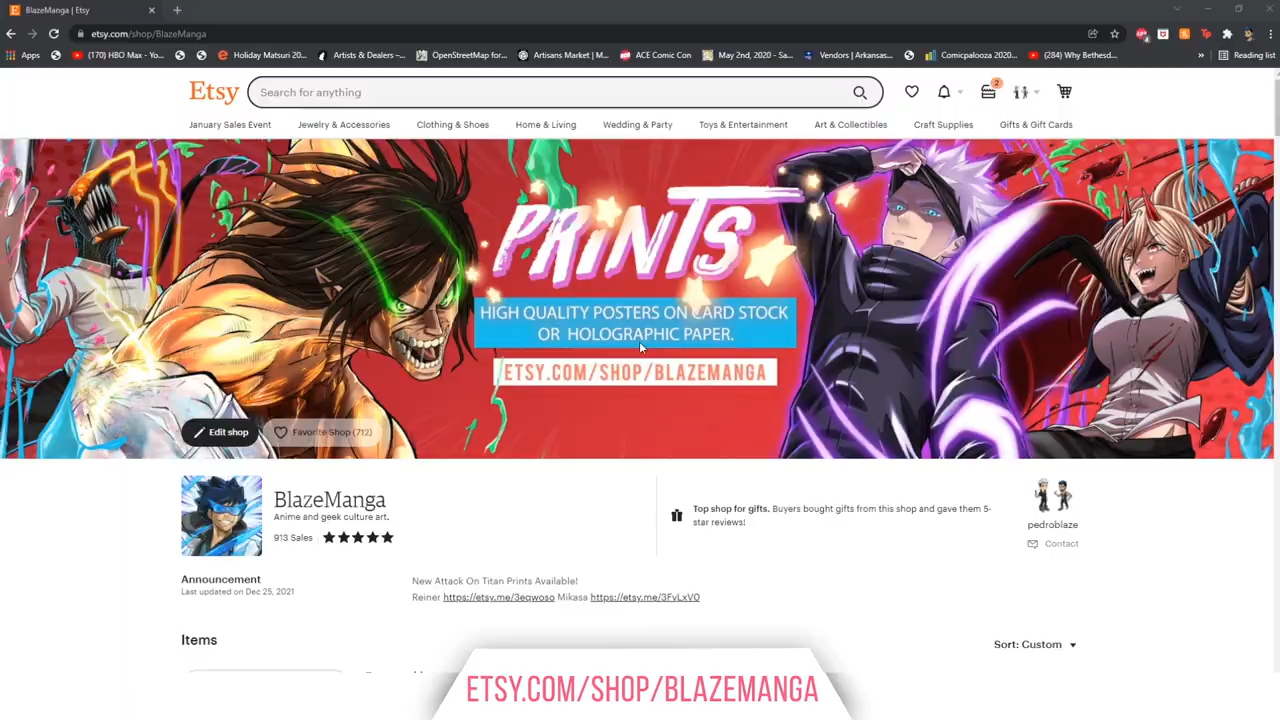 BlazeManga | Etsy
etsy.com/shop/BlazeManga
Apps
(170) HBO Max - Yo...
Holiday Matsuri 20...
Artists & Dealers –...
OpenStreetMap for...
Artisans Market | M...
ACE Comic Con
May 2nd, 2020 - Sa...
Vendors | Arkansas...
Comicpalooza 2020...
(284) Why Bethesd...
»
Reading list
Etsy
Search for anything
2
January Sales Event
Jewelry & Accessories
Clothing & Shoes
Home & Living
Wedding & Party
Toys & Entertainment
Art & Collectibles
Craft Supplies
Gifts & Gift Cards
PRINTS
HIGH QUALITY POSTERS ON CARD STOCK
OR HOLOGRAPHIC PAPER.
ETSY.COM/SHOP/BLAZEMANGA
Edit shop
Favorite Shop (712)
BlazeManga
Anime and geek culture art.
913 Sales
Top shop for gifts. Buyers bought gifts from this shop and gave them 5-
star reviews!
pedroblaze
Contact
Announcement
Last updated on Dec 25, 2021
New Attack On Titan Prints Available!
Reiner https://etsy.me/3eqwoso Mikasa https://etsy.me/3FvLxV0
Items
Sort: Custom
ETSY.COM/SHOP/BLAZEMANGA